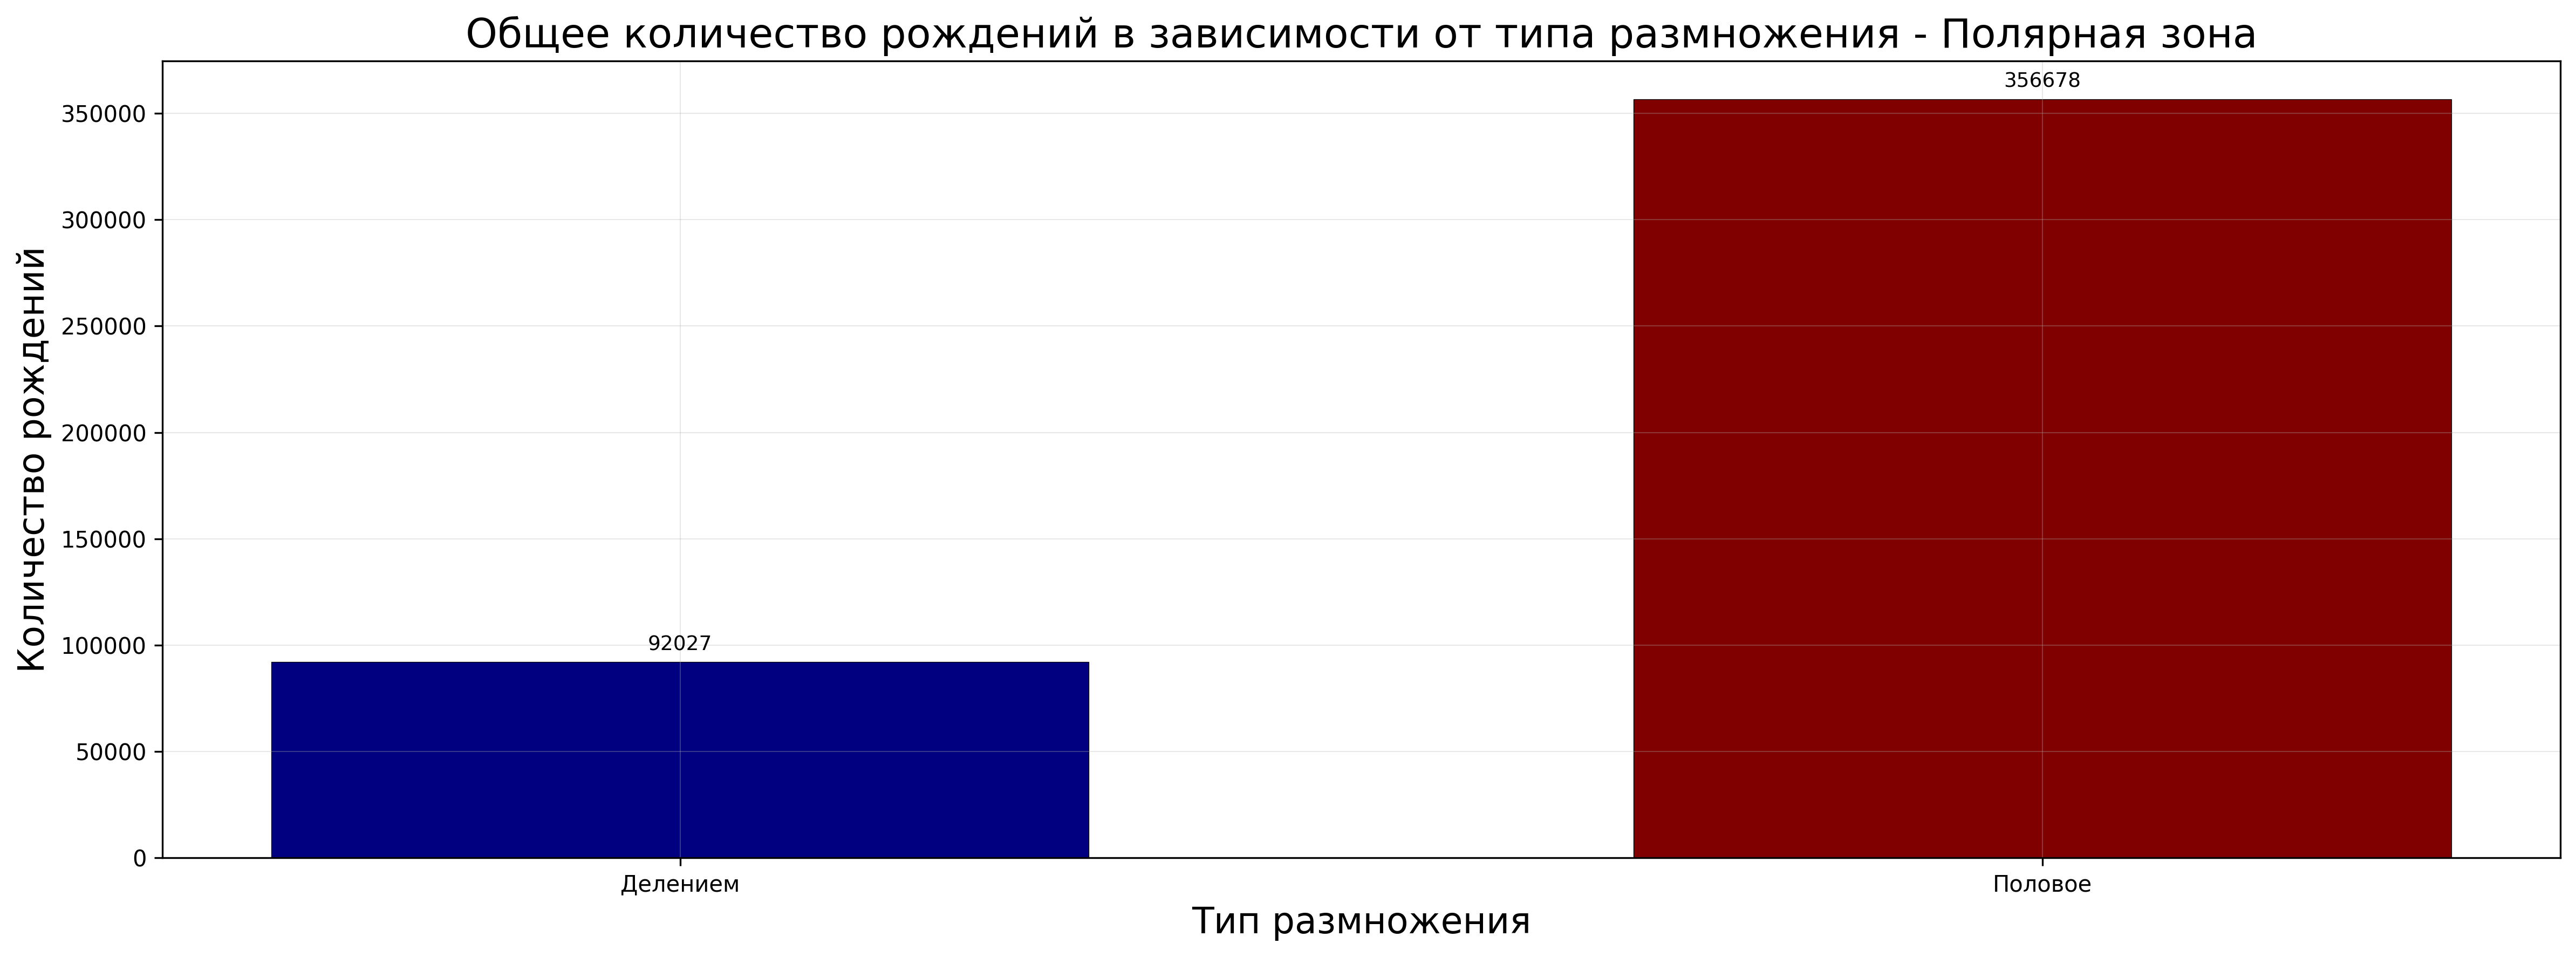 Общее количество рождений в зависимости от типа размножения - Полярная зона
Количество рождений
350000
300000
250000
200000
150000
100000
50000
0
92027
356678
Делением
Половое
Тип размножения